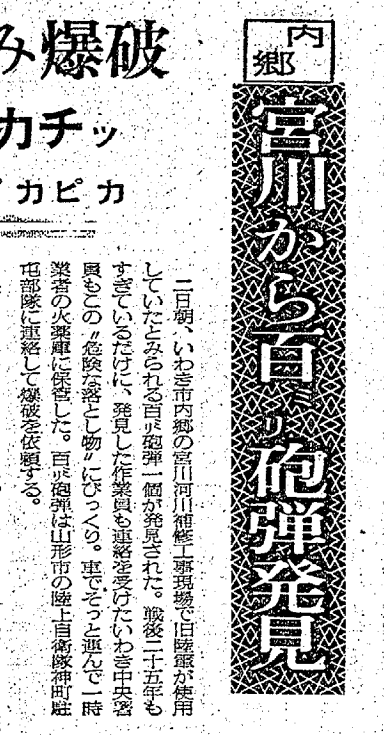 内郷
宮川から百ミリ砲弾発見
二日朝、いわき市内郷の宮川河川補修工事現場で旧陸軍が使用
していたとみられる百㍉砲弾一個が発見された。戦後二十五年も
すぎているだけに、発見した作業員も連絡を受けたいわき中央署
員もこの〝危険な落とし物〟にびっくり。車でそっと運んで一時
業者の火薬庫に保管した。百㍉砲弾は山形市の陸上自衛隊神町駐
屯部隊に連絡して爆破を依頼する。
み爆破
カチッ
カピカ